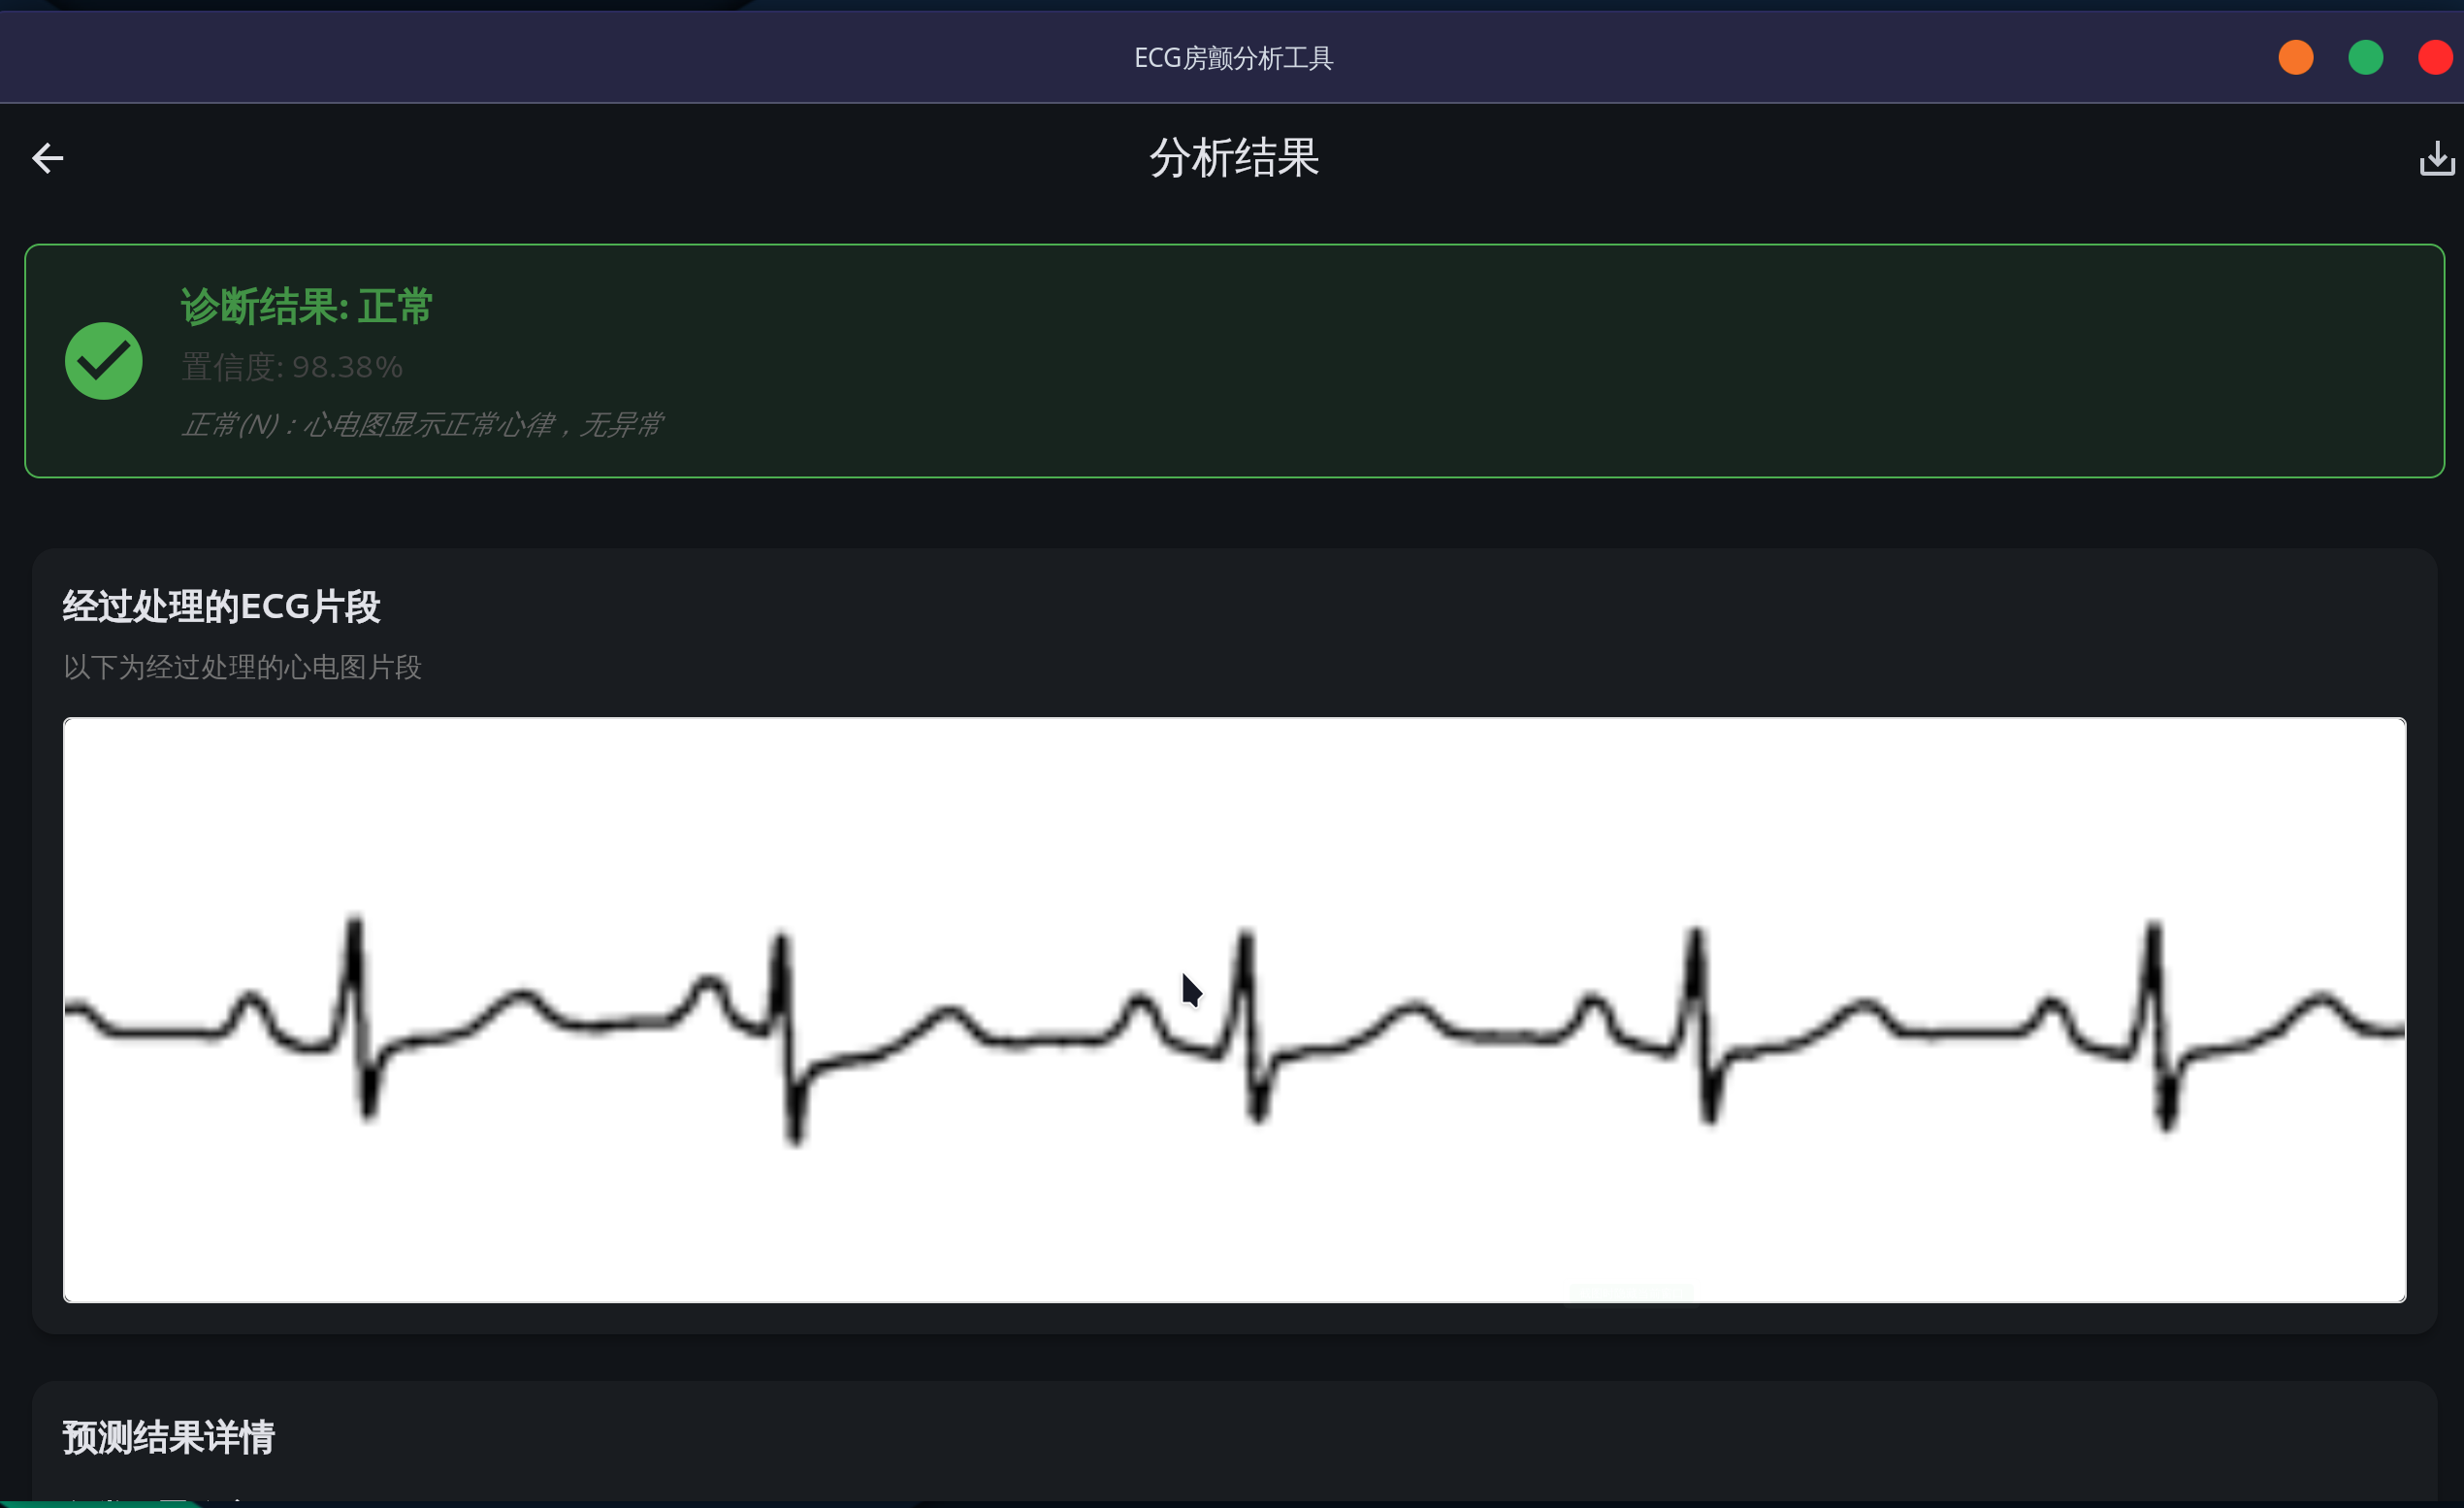 ECG房颤分析工具
分析结果
诊断结果: 正常
置信度: 98.38%
正常(N)：心电图显示正常心律，无异常
经过处理的ECG片段
以下为经过处理的心电图片段
预测结果详情